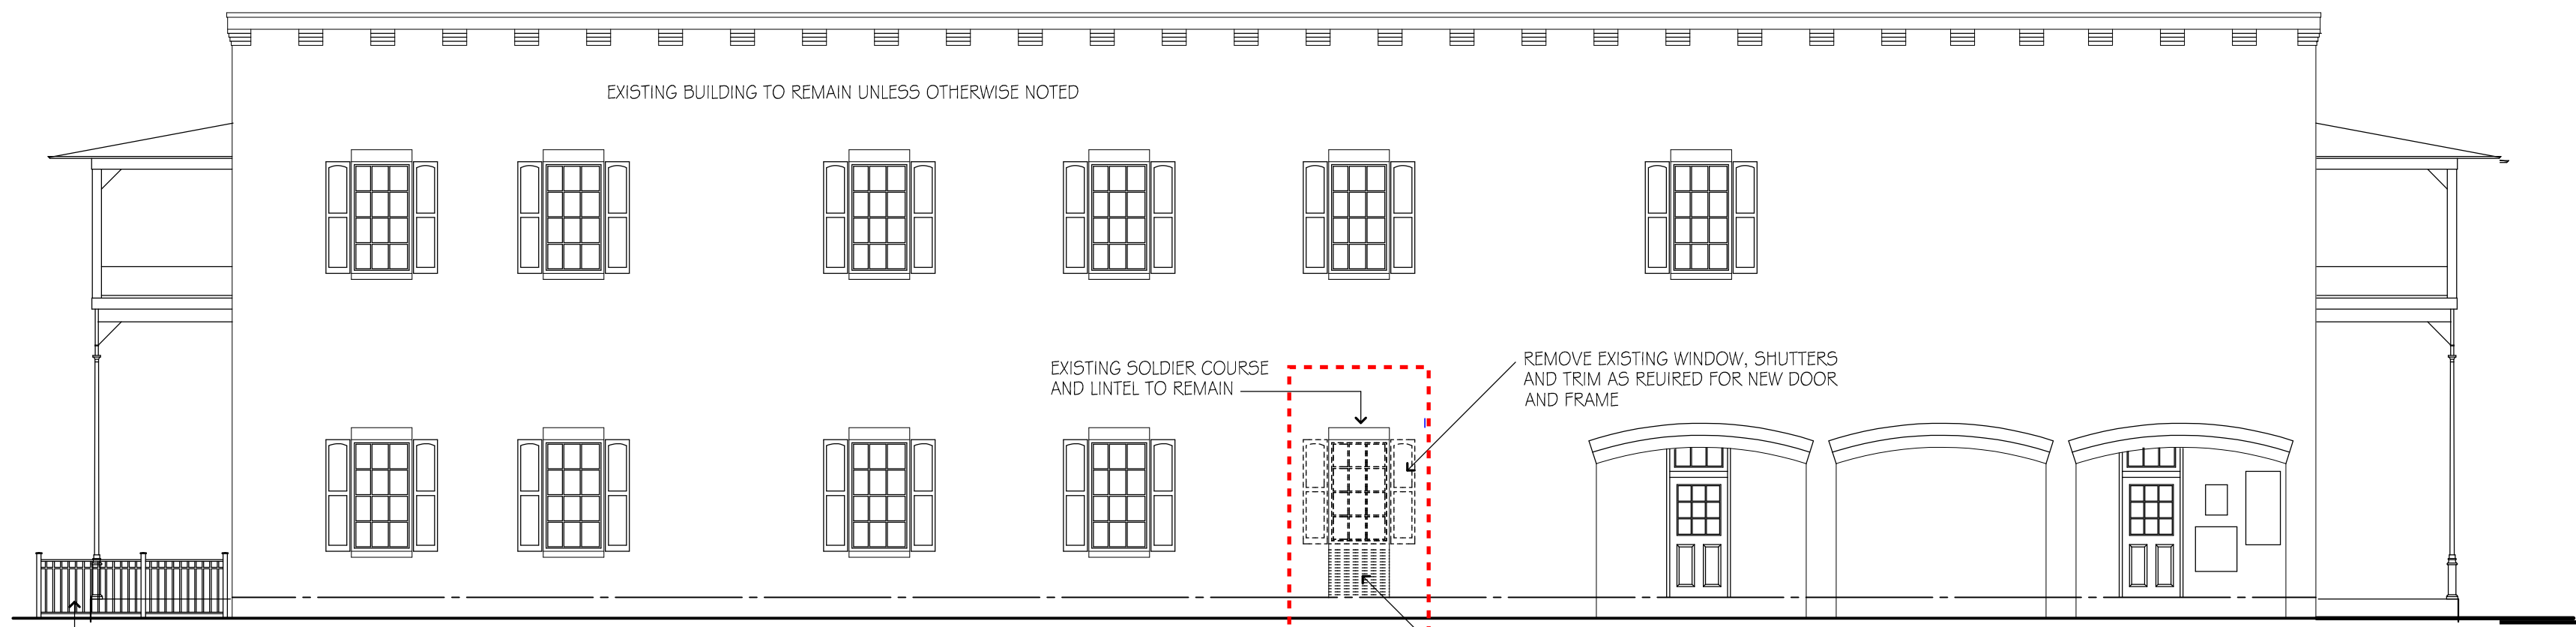 EXISTING BUILDING TO REMAIN UNLESS OTHERWISE NOTED
EXISTING SOLDIER COURSE
AND LINTEL TO REMAIN
REMOVE EXISTING WINDOW, SHUTTERS
AND TRIM AS REUIRED FOR NEW DOOR
AND FRAME